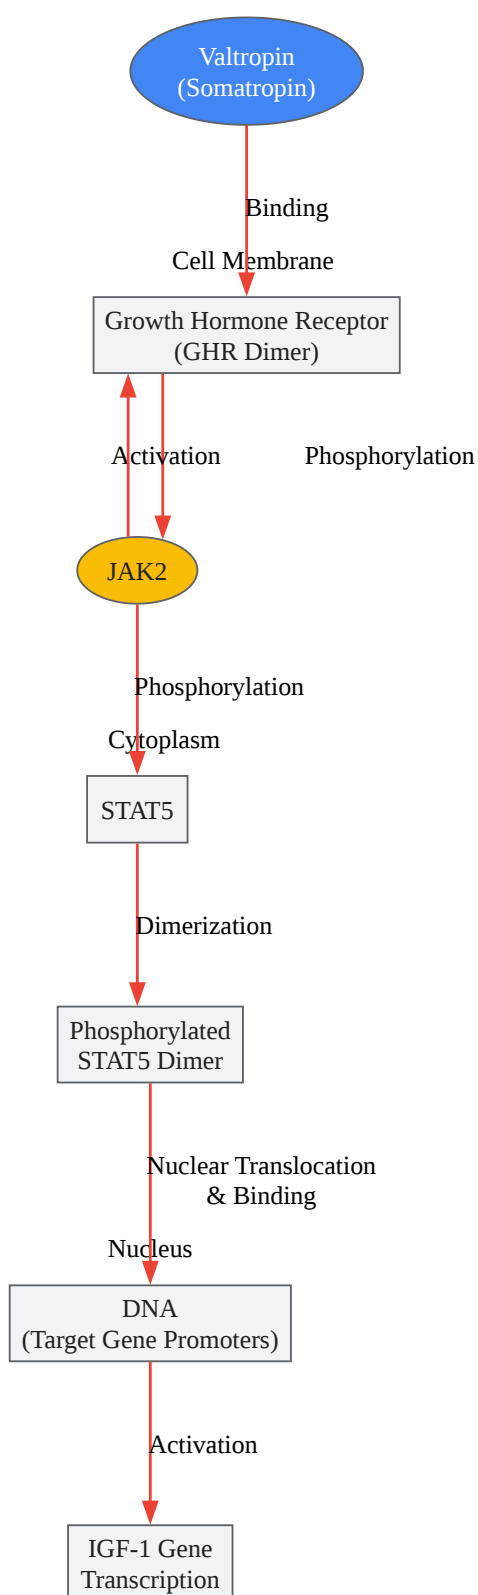 Valtropin
(Somatropin)
Binding
Cell Membrane
Growth Hormone Receptor
(GHR Dimer)
Activation
Phosphorylation
JAK2
Phosphorylation
Cytoplasm
STAT5
Dimerization
Phosphorylated
STAT5 Dimer
Nuclear Translocation
& Binding
Nucleus
DNA
(Target Gene Promoters)
Activation
IGF-1 Gene
Transcription